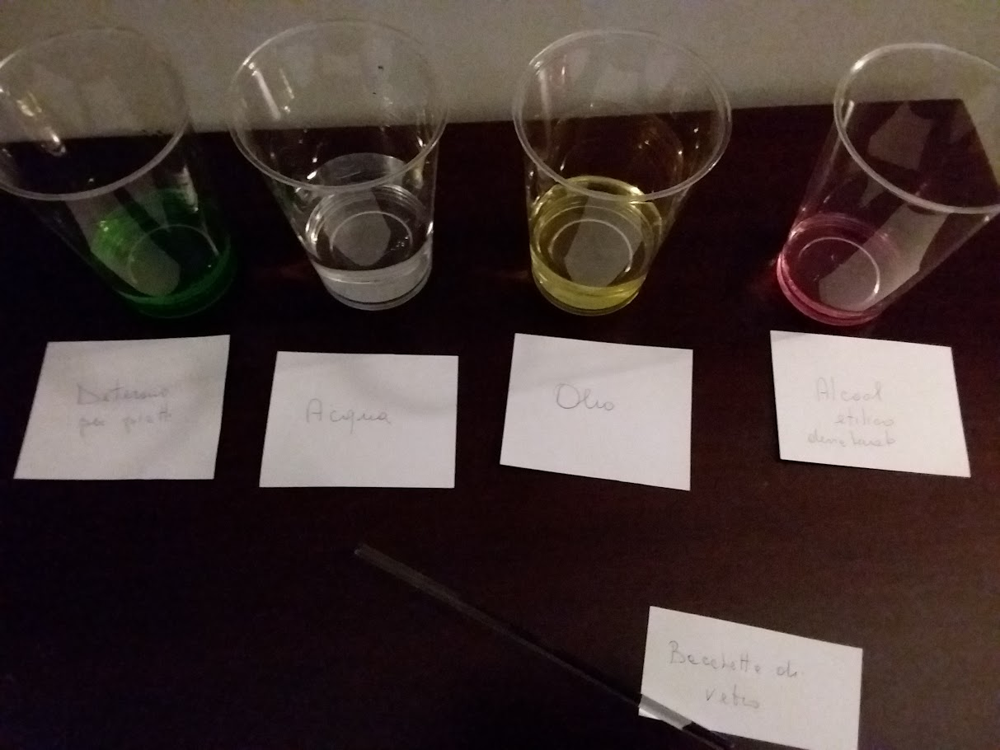 Detersivo
per piatti
Acqua
Olio
Alcool
etilico
denaturato
Bacchetta di
vetro